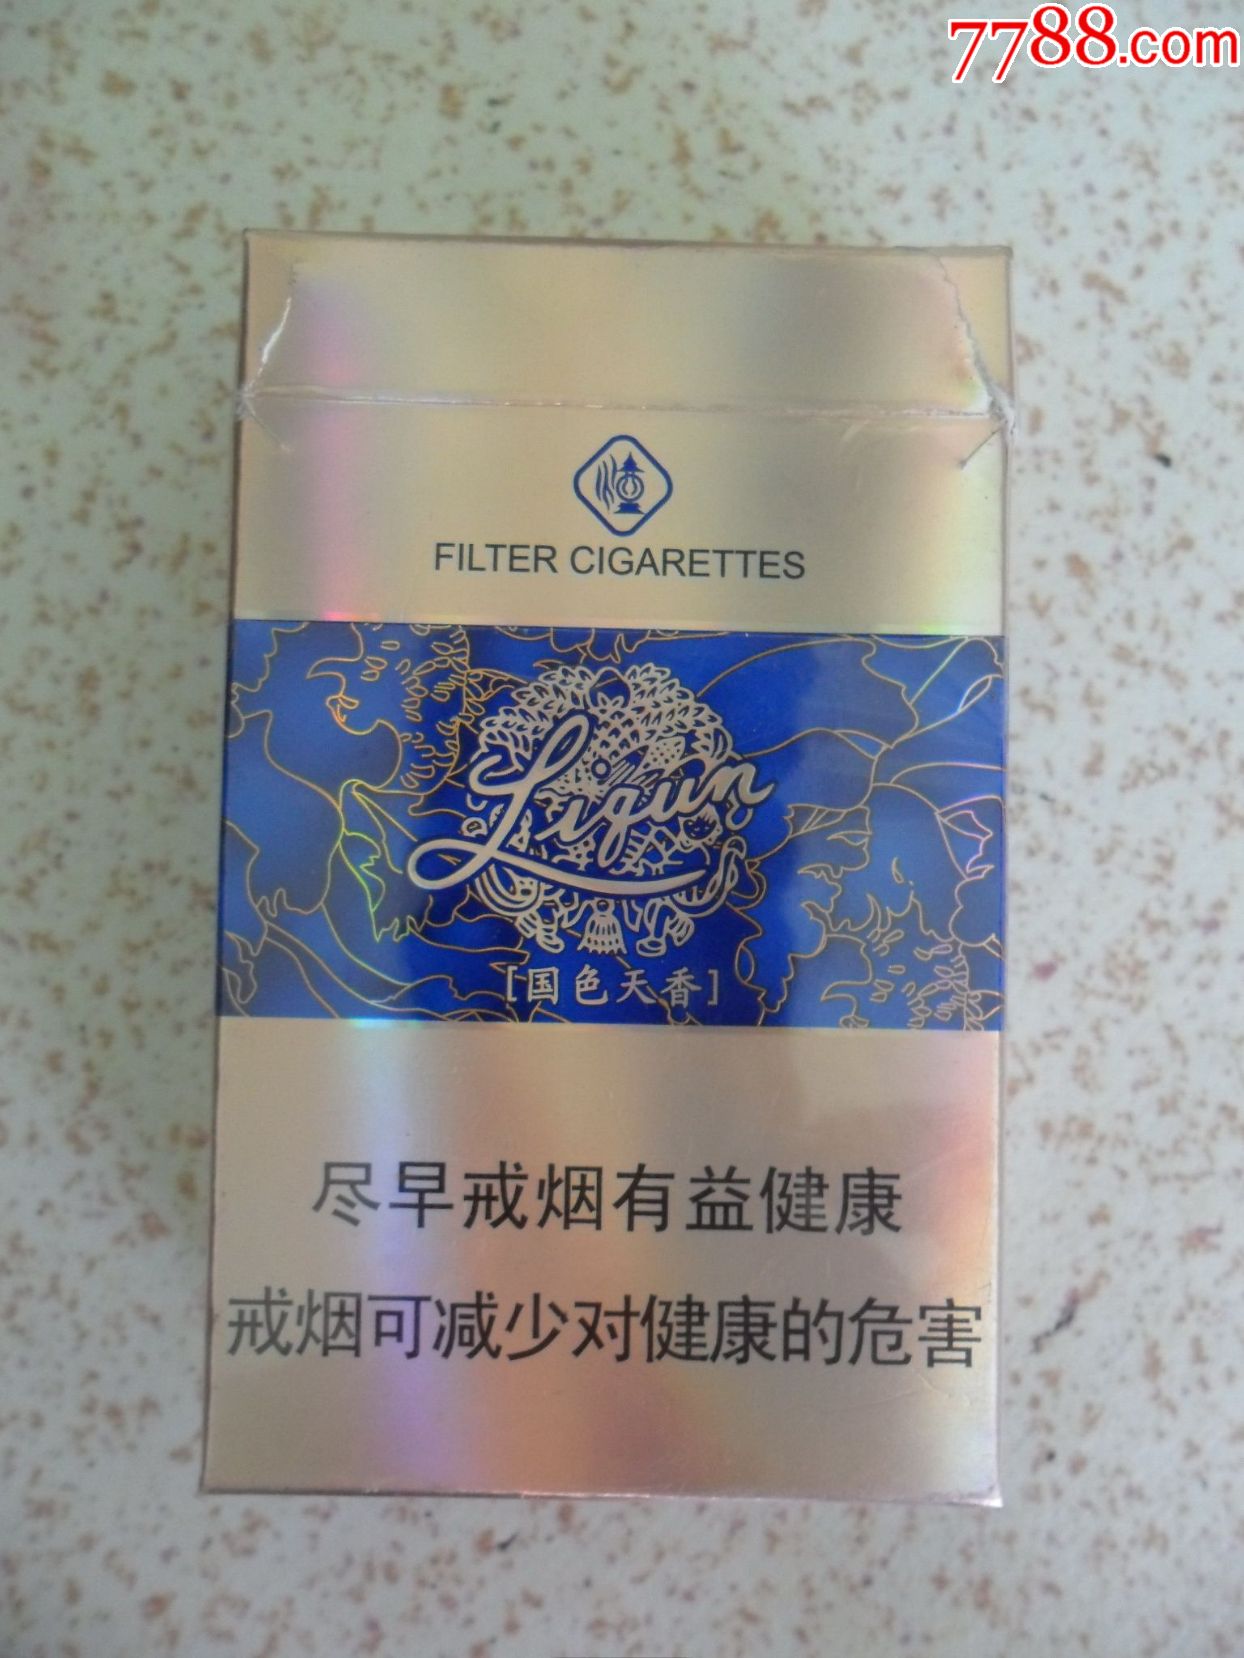 7788.com
FILTER CIGARETTES
Liqun
[国色天香]
尽早戒烟有益健康
戒烟可减少对健康的危害